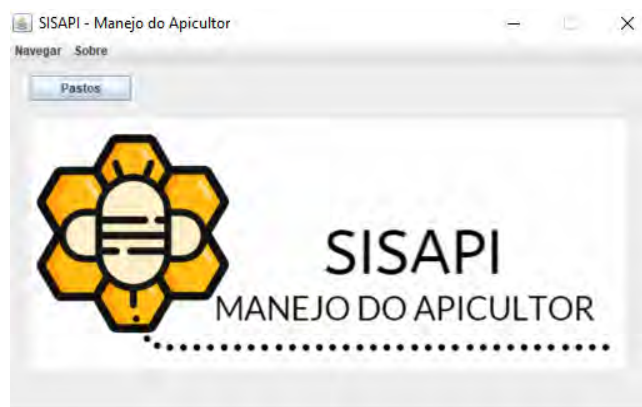 SISAPI - Manejo do Apicultor
Navegar Sobre
Pastos
SISAPI
MANEJO DO APICULTOR